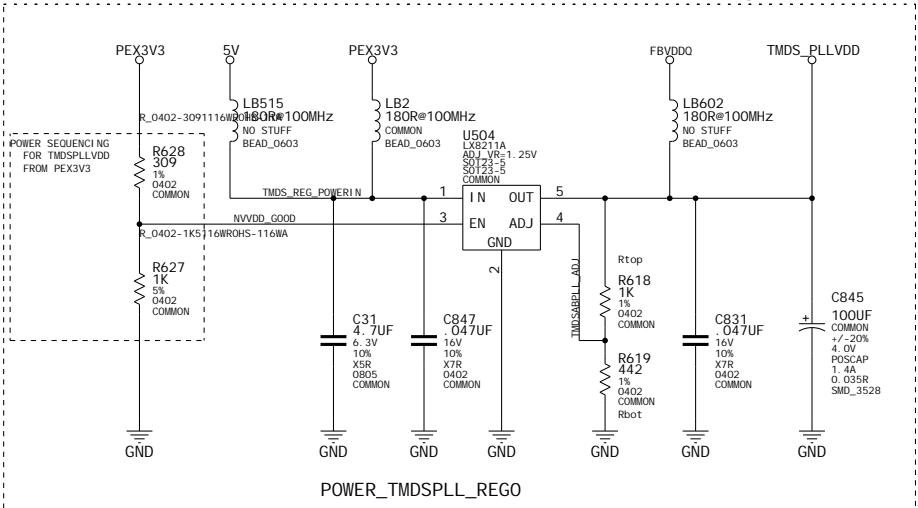 PEX3V3
5V
PEX3V3
FBVDDQ
TMDS_PLLVDD
LB515
180R@100MHz
NO STUFF
BEAD_0603
LB2
180R@100MHz
COMMON
BEAD_0603
LB602
180R@100MHz
NO STUFF
BEAD_0603
POWER SEQUENCING
FOR TMDSPLLVDD
FROM PEX3V3
R628
309
1%
0402
COMMON
U504
LX8211A
ADJ_VR=1.25V
SOT23-5
SOT23-5
COMMON
TMDS_REG_POWERIN
1
IN
OUT
5
NVVDD_GOOD
3
EN
ADJ
4
GND
2
R_0402-1K5116WROHS-116WA
R627
1K
5%
0402
COMMON
TMDSABPLL_ADJ
Rtop
R618
1K
1%
0402
COMMON
R619
442
1%
0402
COMMON
Rbot
C31
4.7UF
6.3V
10%
X5R
0805
COMMON
C847
.047UF
16V
10%
X7R
0402
COMMON
C831
.047UF
16V
10%
X7R
0402
COMMON
C845
+
100UF
COMMON
+/-20%
4.0V
POSCAP
1.4A
0.035R
SMD_3528
GND
GND
GND
GND
GND
GND
GND
POWER_TMDSPLL_REGO